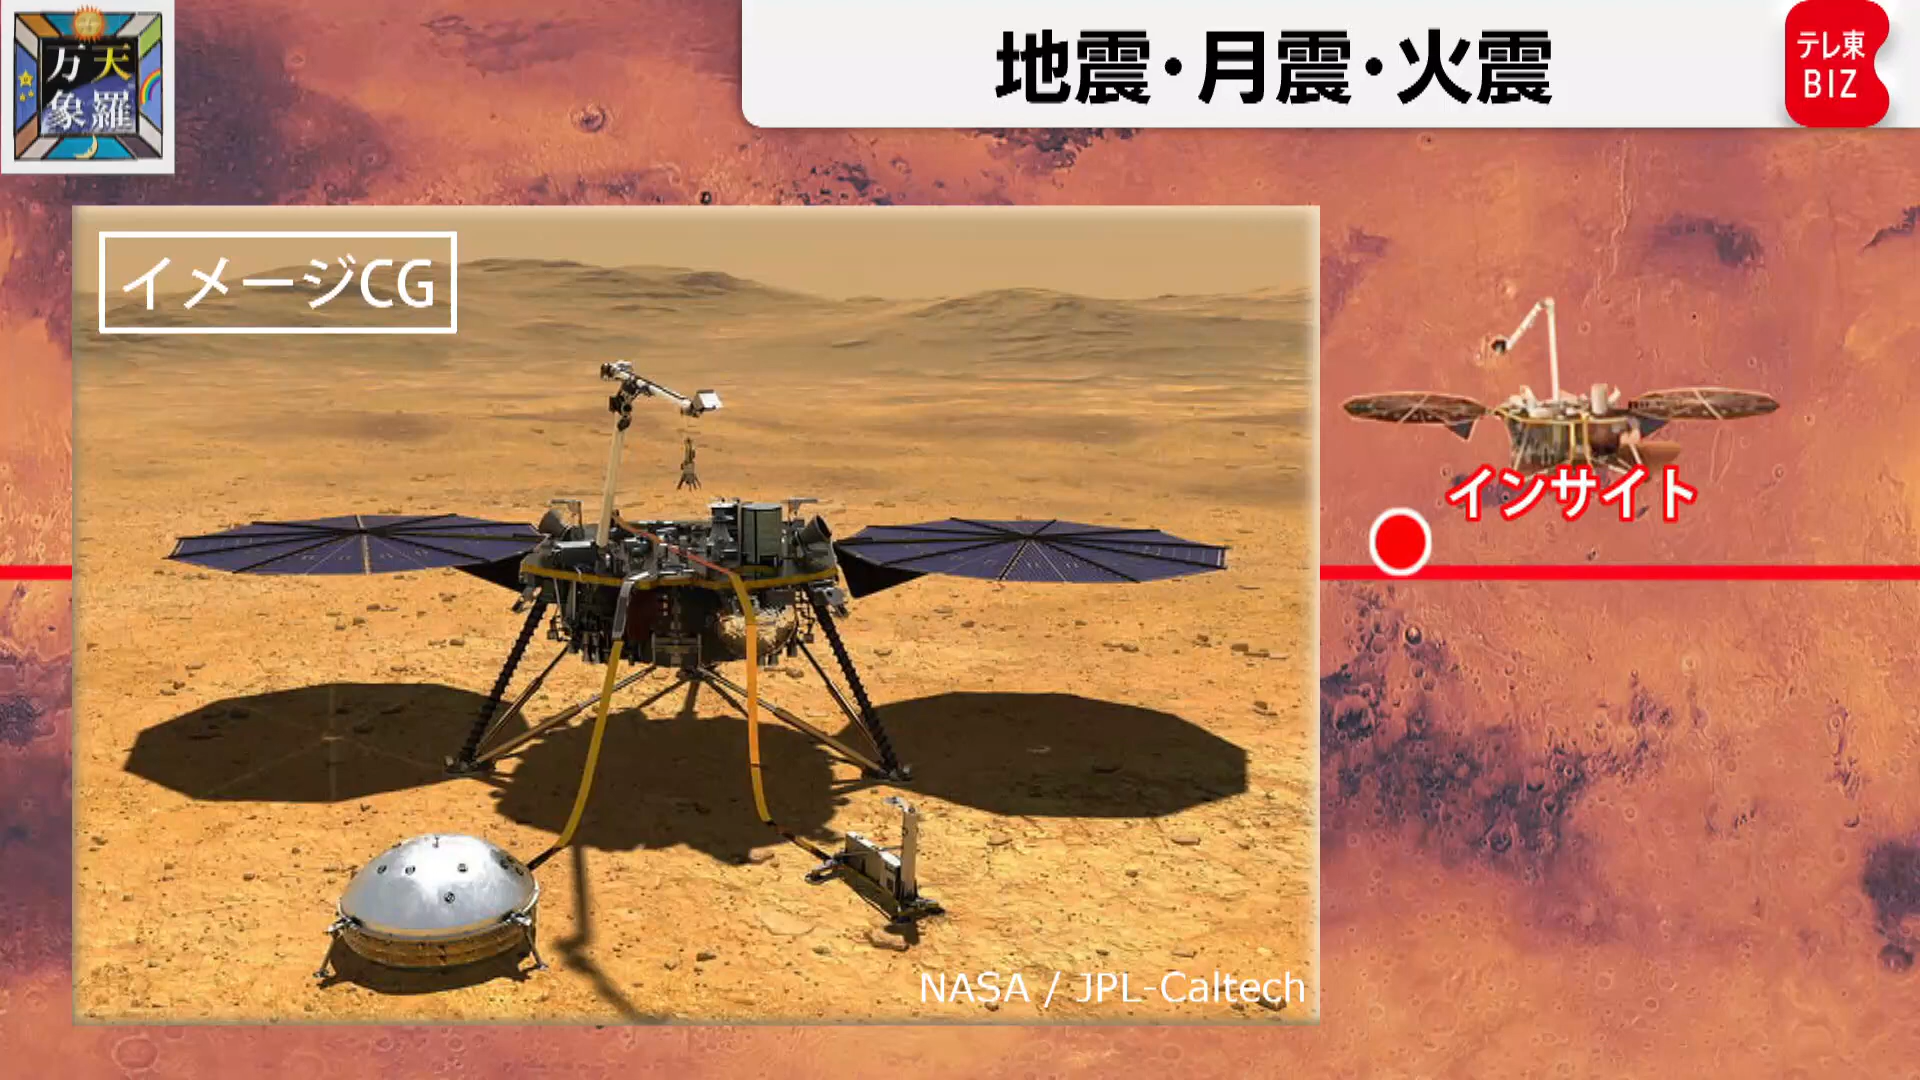 天羅
万象
地震・月震・火震
テレ東
BIZ
イメージCG
インサイト
NASA / JPL-Caltech